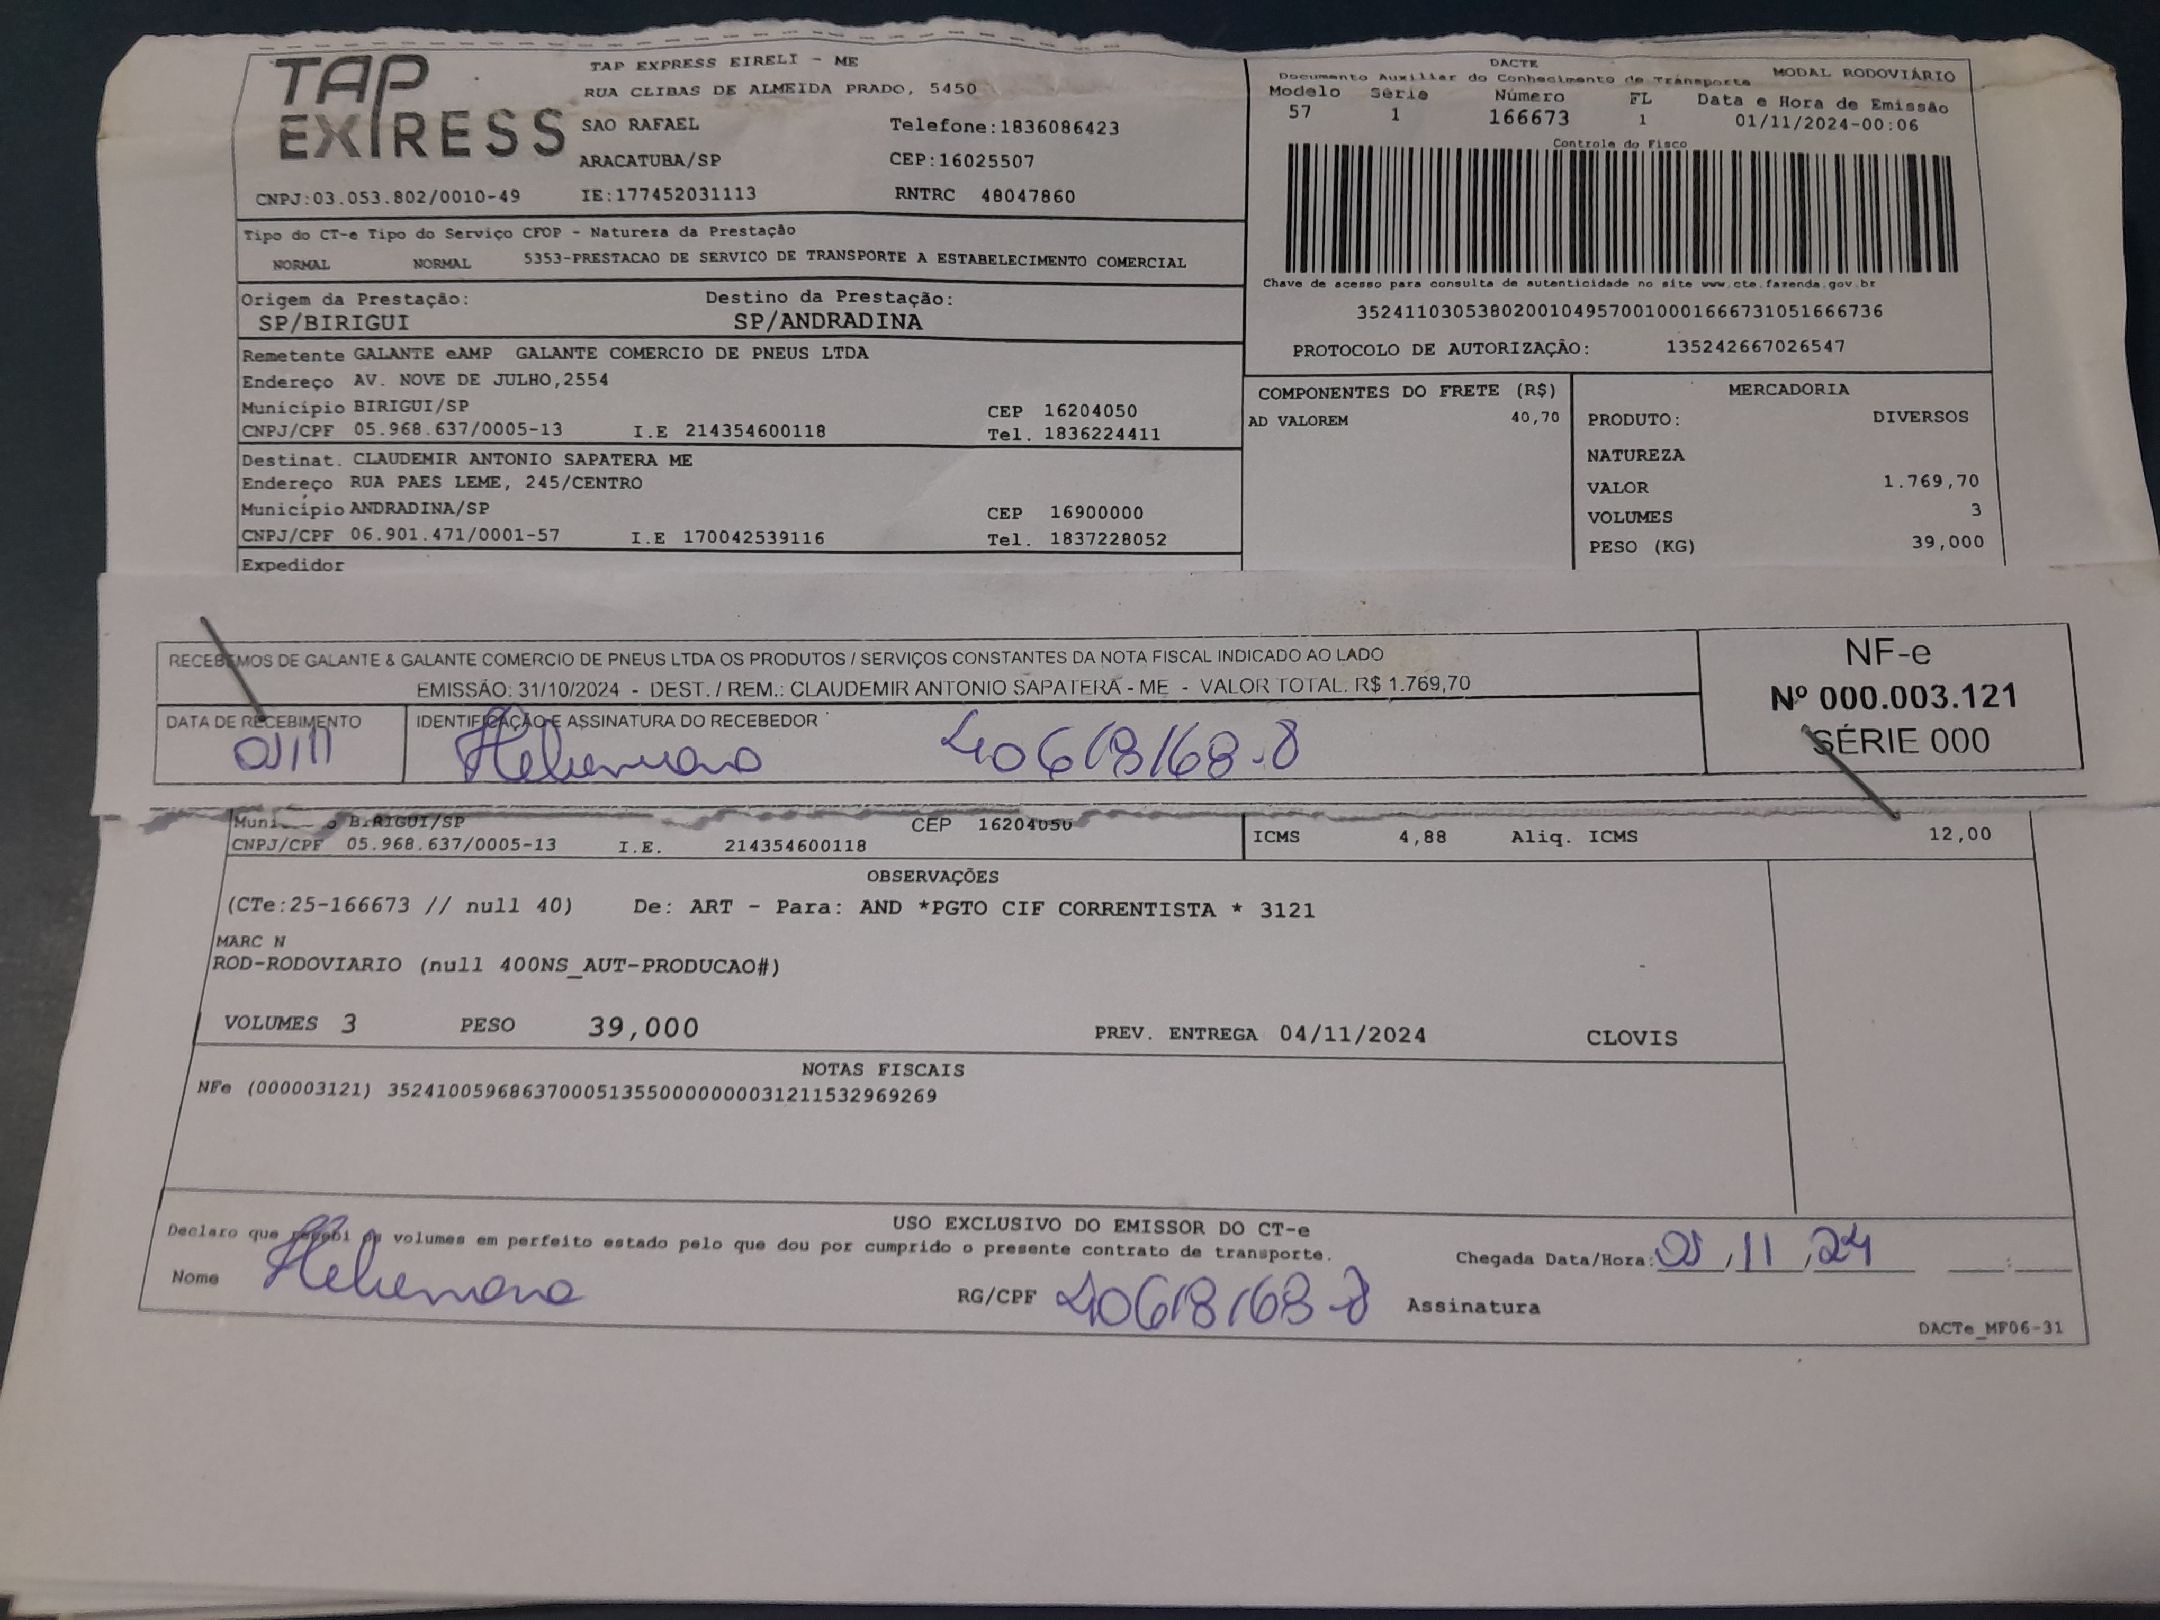 TAP EXPRESS
TAP EXPRESS EIRELI - ME
RUA CLIBAS DE ALMEIDA PRADO, 5450
SAO RAFAEL Telefone:1836086423
ARACATUBA/SP CEP:16025507
CNPJ:03.053.802/0010-49 IE:177452031113 RNTRC 48047860
DACTE
Documento Auxiliar do Conhecimento de Transporte MODAL RODOVIÁRIO
Modelo Série Número FL Data e Hora de Emissão
57 1 166673 1 01/11/2024-00:06
Controle do Fisco
Chave de acesso para consulta de autenticidade no site www.cte.fazenda.gov.br
35241103053802001049570010001666731051666736
PROTOCOLO DE AUTORIZAÇÃO: 135242667026547
Tipo do CT-e Tipo do Serviço CFOP - Natureza da Prestação
NORMAL NORMAL 5353-PRESTACAO DE SERVICO DE TRANSPORTE A ESTABELECIMENTO COMERCIAL
Origem da Prestação: Destino da Prestação:
SP/BIRIGUI SP/ANDRADINA
Remetente GALANTE eAMP GALANTE COMERCIO DE PNEUS LTDA
Endereço AV. NOVE DE JULHO,2554
Município BIRIGUI/SP CEP 16204050
CNPJ/CPF 05.968.637/0005-13 I.E 214354600118 Tel. 1836224411
Destinat. CLAUDEMIR ANTONIO SAPATERA ME
Endereço RUA PAES LEME, 245/CENTRO
Município ANDRADINA/SP CEP 16900000
CNPJ/CPF 06.901.471/0001-57 I.E 170042539116 Tel. 1837228052
Expedidor
COMPONENTES DO FRETE (R$)
AD VALOREM 40,70
MERCADORIA
PRODUTO: DIVERSOS
NATUREZA
VALOR 1.769,70
VOLUMES 3
PESO (KG) 39,000
RECEBEMOS DE GALANTE & GALANTE COMERCIO DE PNEUS LTDA OS PRODUTOS / SERVIÇOS CONSTANTES DA NOTA FISCAL INDICADO AO LADO
EMISSÃO: 31/10/2024 - DEST. / REM.: CLAUDEMIR ANTONIO SAPATERA - ME - VALOR TOTAL: R$ 1.769,70
DATA DE RECEBIMENTO IDENTIFICAÇÃO E ASSINATURA DO RECEBEDOR
40618168-8
NF-e
Nº 000.003.121
SÉRIE 000
BIRIGUI/SP CEP 16204050
CNPJ/CPF 05.968.637/0005-13 I.E. 214354600118
ICMS 4,88 Aliq. ICMS 12,00
OBSERVAÇÕES
(CTe:25-166673 // null 40) De: ART - Para: AND *PGTO CIF CORRENTISTA * 3121
MARC N
ROD-RODOVIARIO (null 400NS_AUT-PRODUCAO#)
VOLUMES 3 PESO 39,000 PREV. ENTREGA 04/11/2024 CLOVIS
NOTAS FISCAIS
NFe (000003121) 35241005968637000513550000000031211532969269
USO EXCLUSIVO DO EMISSOR DO CT-e
Declaro que recebi os volumes em perfeito estado pelo que dou por cumprido o presente contrato de transporte.
Chegada Data/Hora: /11/24 :
Nome RG/CPF 40618168-8 Assinatura
DACTe_MF06-31